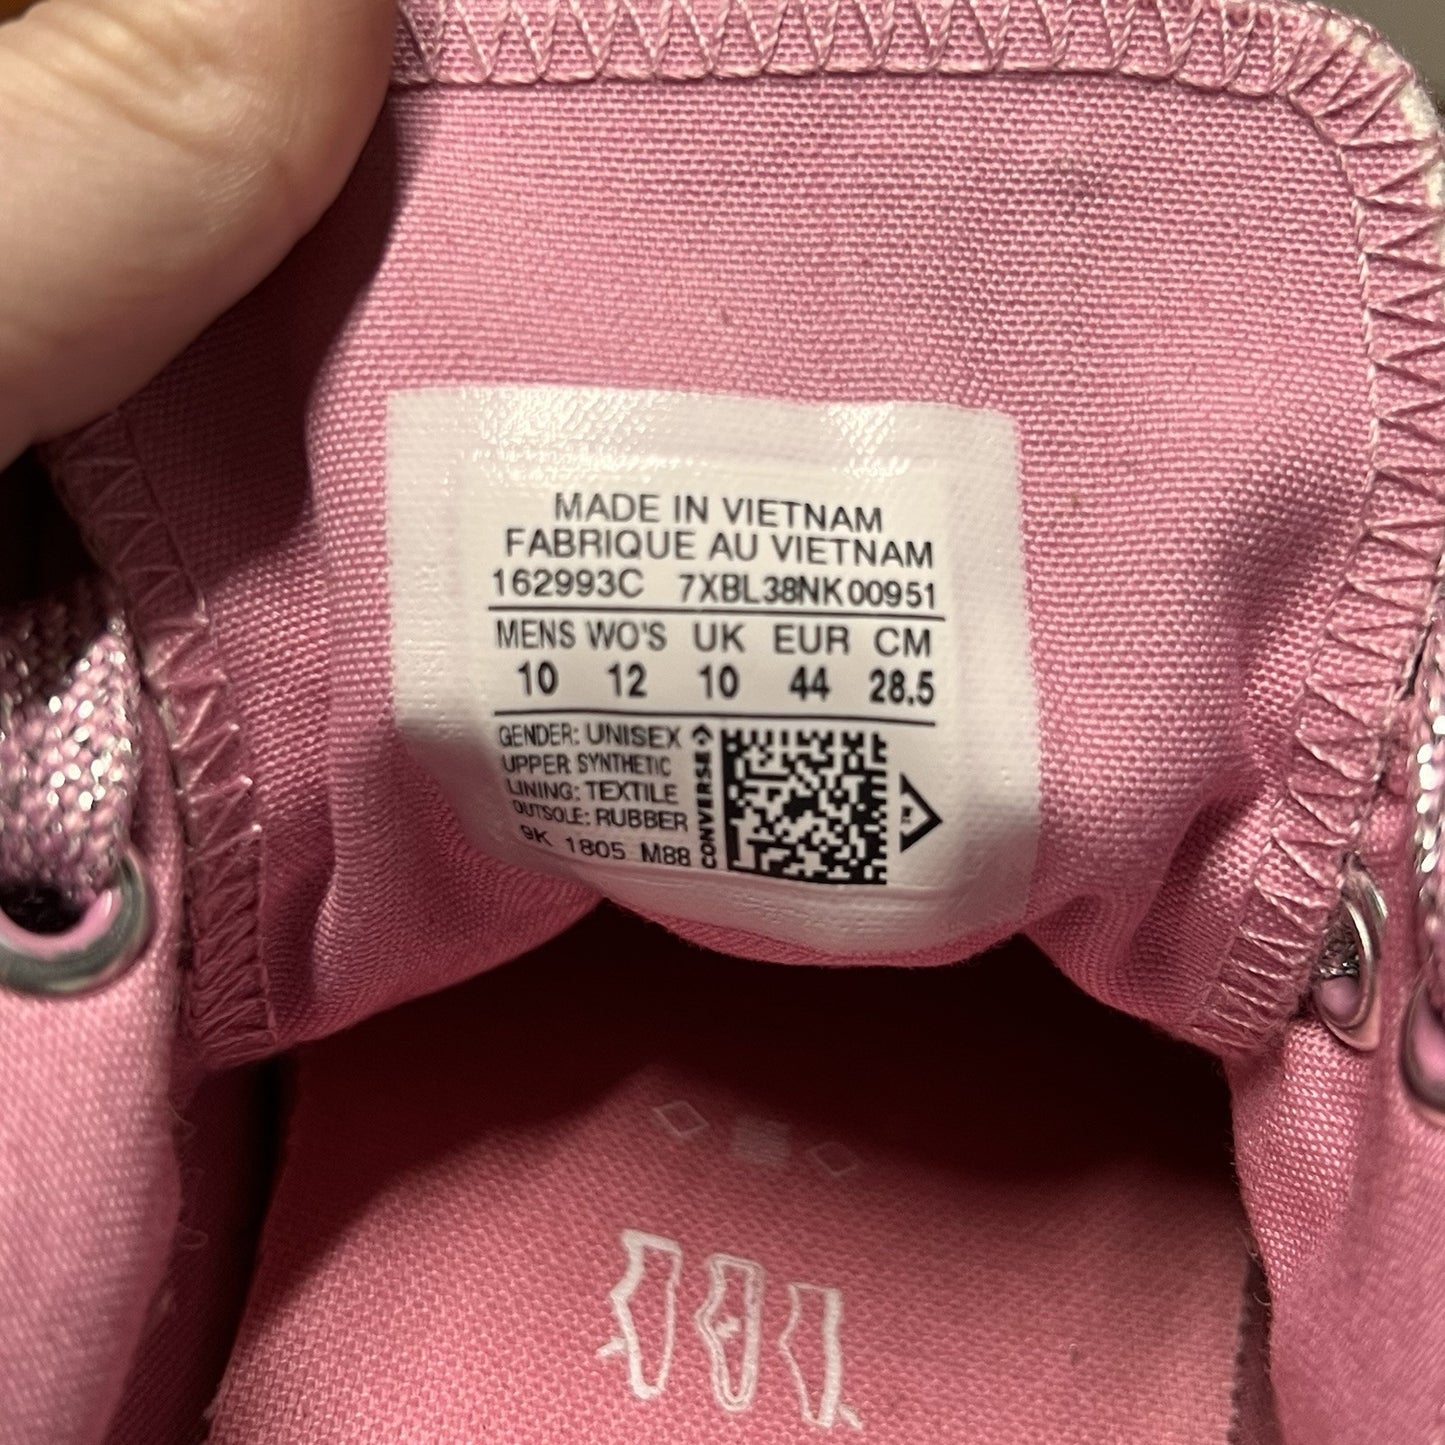 MADE IN VIETNAM
FABRIQUE AU VIETNAM
162993C 7XBL38NK00951
MENS WO'S UK EUR CM
10 12 10 44 28.5
GENDER: UNISEX
UPPER SYNTHETIC
LINING: TEXTILE
OUTSOLE: RUBBER
9K 1805 M88
CONVERSE